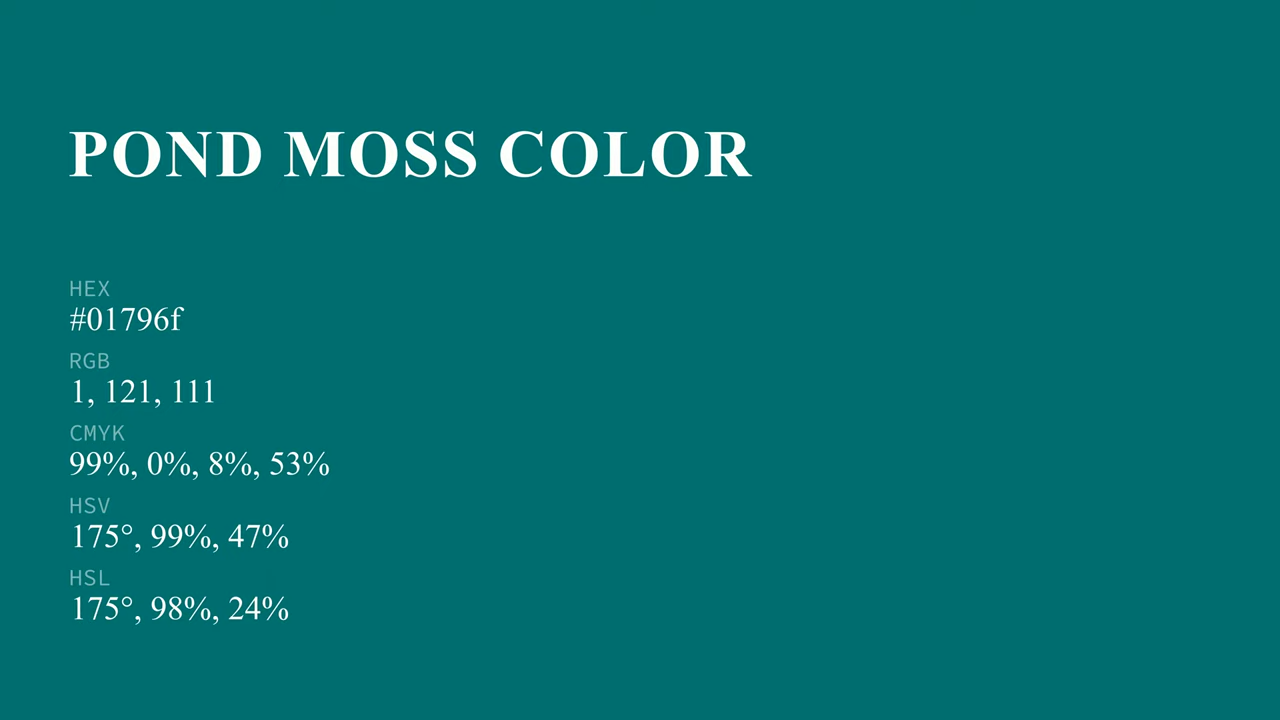 POND MOSS COLOR
HEX
#01796f
RGB
1, 121, 111
CMYK
99%, 0%, 8%, 53%
HSV
175°, 99%, 47%
HSL
175°, 98%, 24%